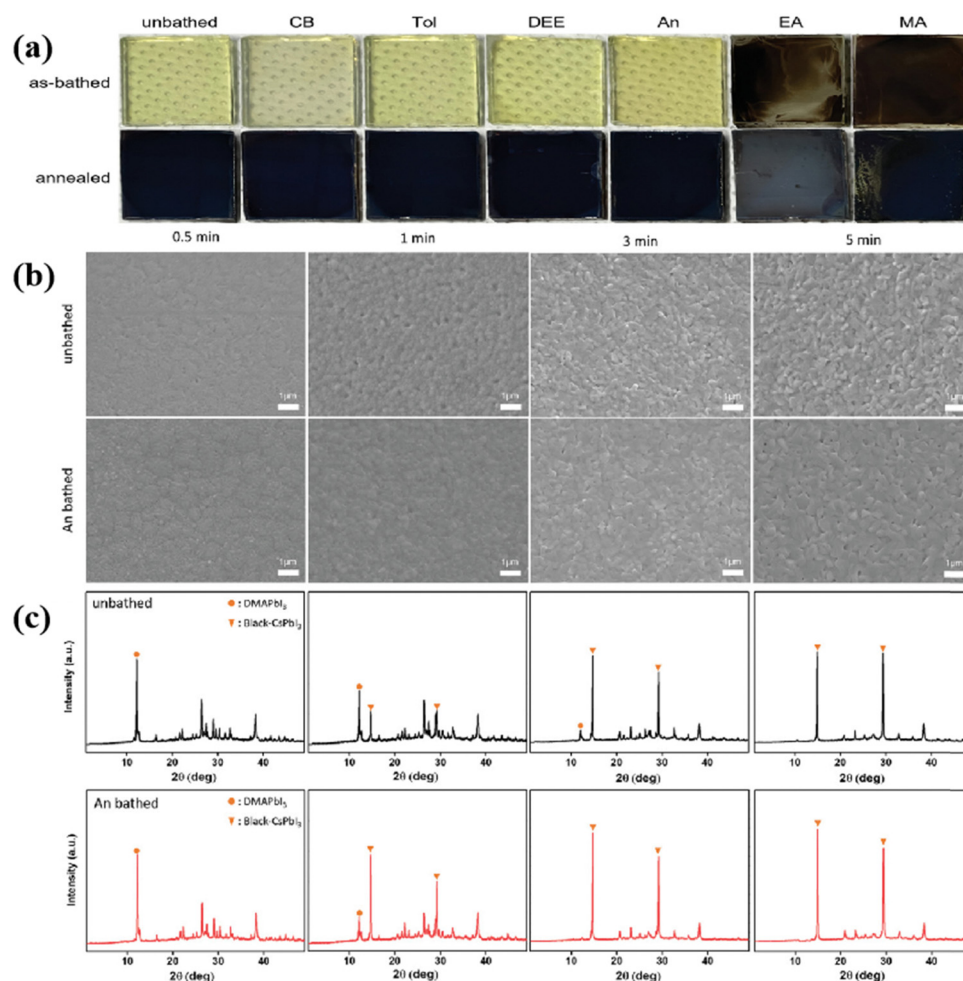 (a)
unbathed CB Tol DEE An EA MA
as-bathed
annealed
0.5 min 1 min 3 min 5 min
(b)
unbathed
1μm 1μm 1μm 1μm
An bathed
1μm 1μm 1μm 1μm
(c)
unbathed
: DMAPbI3
: Black-CsPbI3
Intensity (a.u.)
10 20 30 40 10 20 30 40 10 20 30 40 10 20 30 40
2θ (deg) 2θ (deg) 2θ (deg) 2θ (deg)
An bathed
: DMAPbI3
: Black-CsPbI3
Intensity (a.u.)
10 20 30 40 10 20 30 40 10 20 30 40 10 20 30 40
2θ (deg) 2θ (deg) 2θ (deg) 2θ (deg)